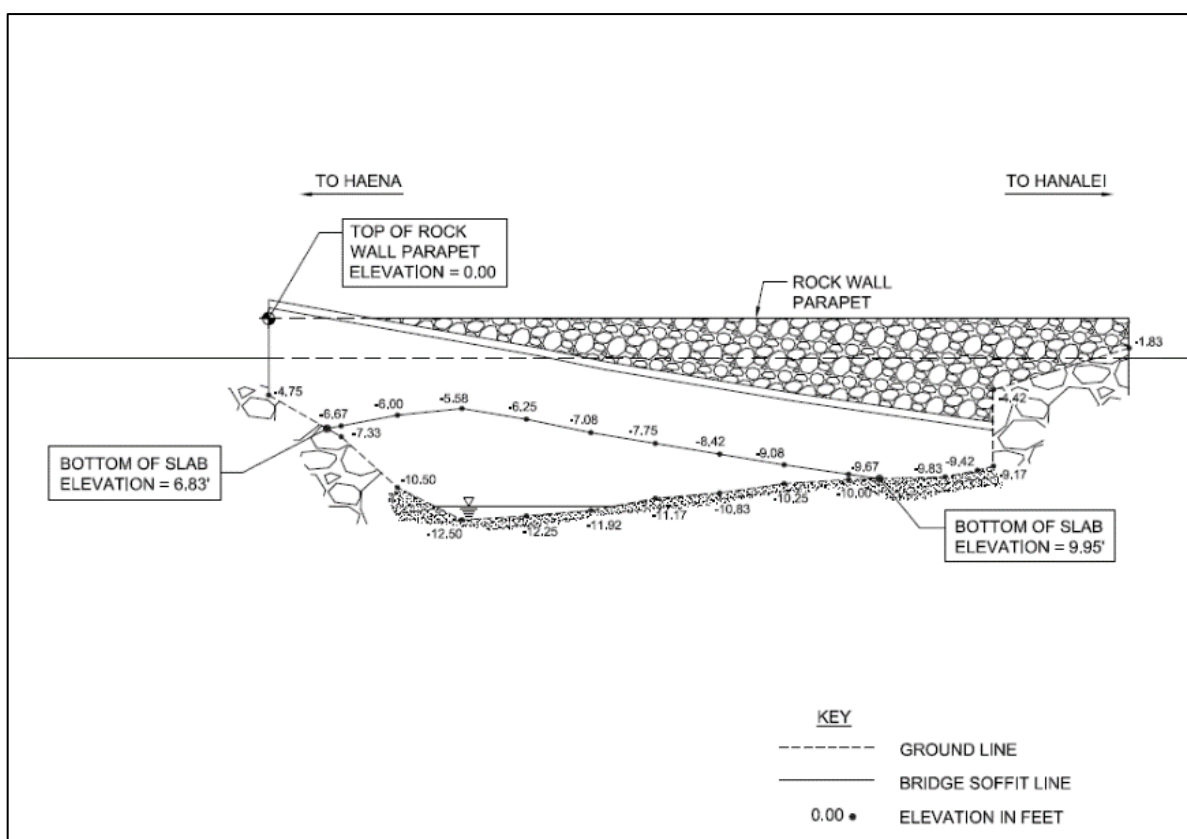 TO HAENA
TO HANALEI
TOP OF ROCK
WALL PARAPET
ELEVATION = 0.00
ROCK WALL
PARAPET
-1.83
-4.75
-4.42
-6.67
-6.00
-5.58
-6.25
-7.08
-7.75
-8.42
-9.08
-9.67
-9.83
-9.42
-9.17
-7.33
BOTTOM OF SLAB
ELEVATION = 6.83'
-10.50
-12.50
-12.25
-11.92
-11.17
-10.83
-10.25
-10.00
BOTTOM OF SLAB
ELEVATION = 9.95'
KEY
GROUND LINE
BRIDGE SOFFIT LINE
0.00 ELEVATION IN FEET